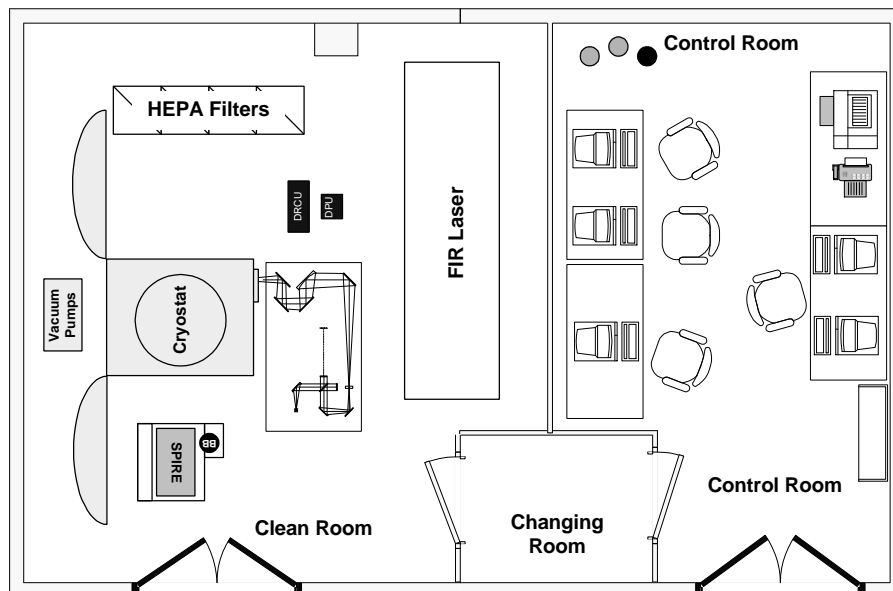 Control Room
HEPA Filters
DRCU
DPU
FIR Laser
Vacuum
Pumps
Cryostat
SPIRE
BB
Control Room
Clean Room
Changing
Room